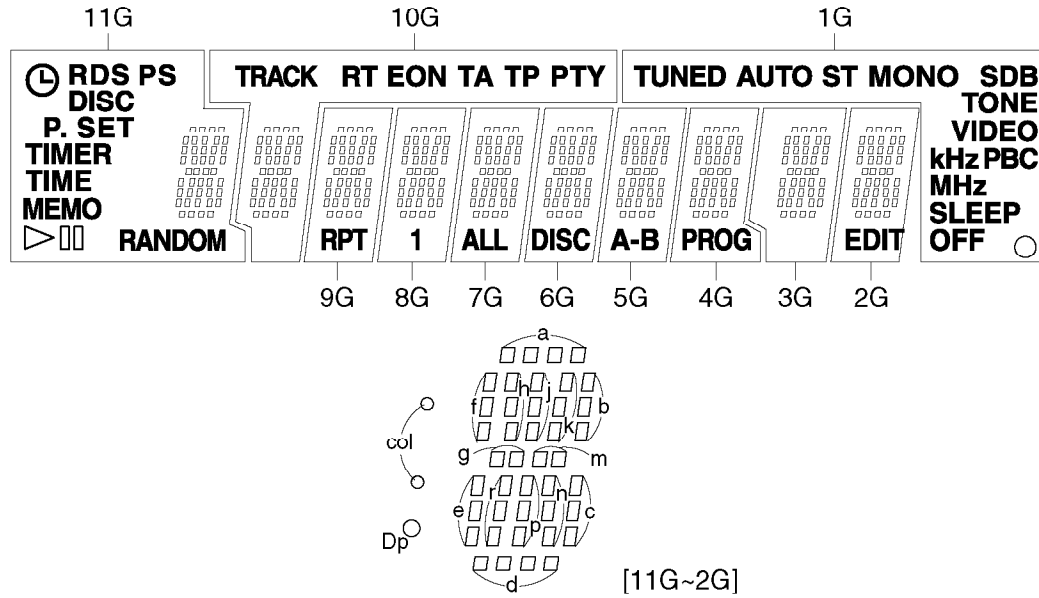 11G 10G 1G
RDS PS TRACK RT EON TA TP PTY TUNED AUTO ST MONO SDB
DISC TONE
P. SET VIDEO
TIMER kHz PBC
TIME MHz
MEMO SLEEP
RANDOM RPT 1 ALL DISC A-B PROG EDIT OFF
9G 8G 7G 6G 5G 4G 3G 2G
a
f h j b
k
col
g m
r n
e p c
Dp
d
[11G~2G]